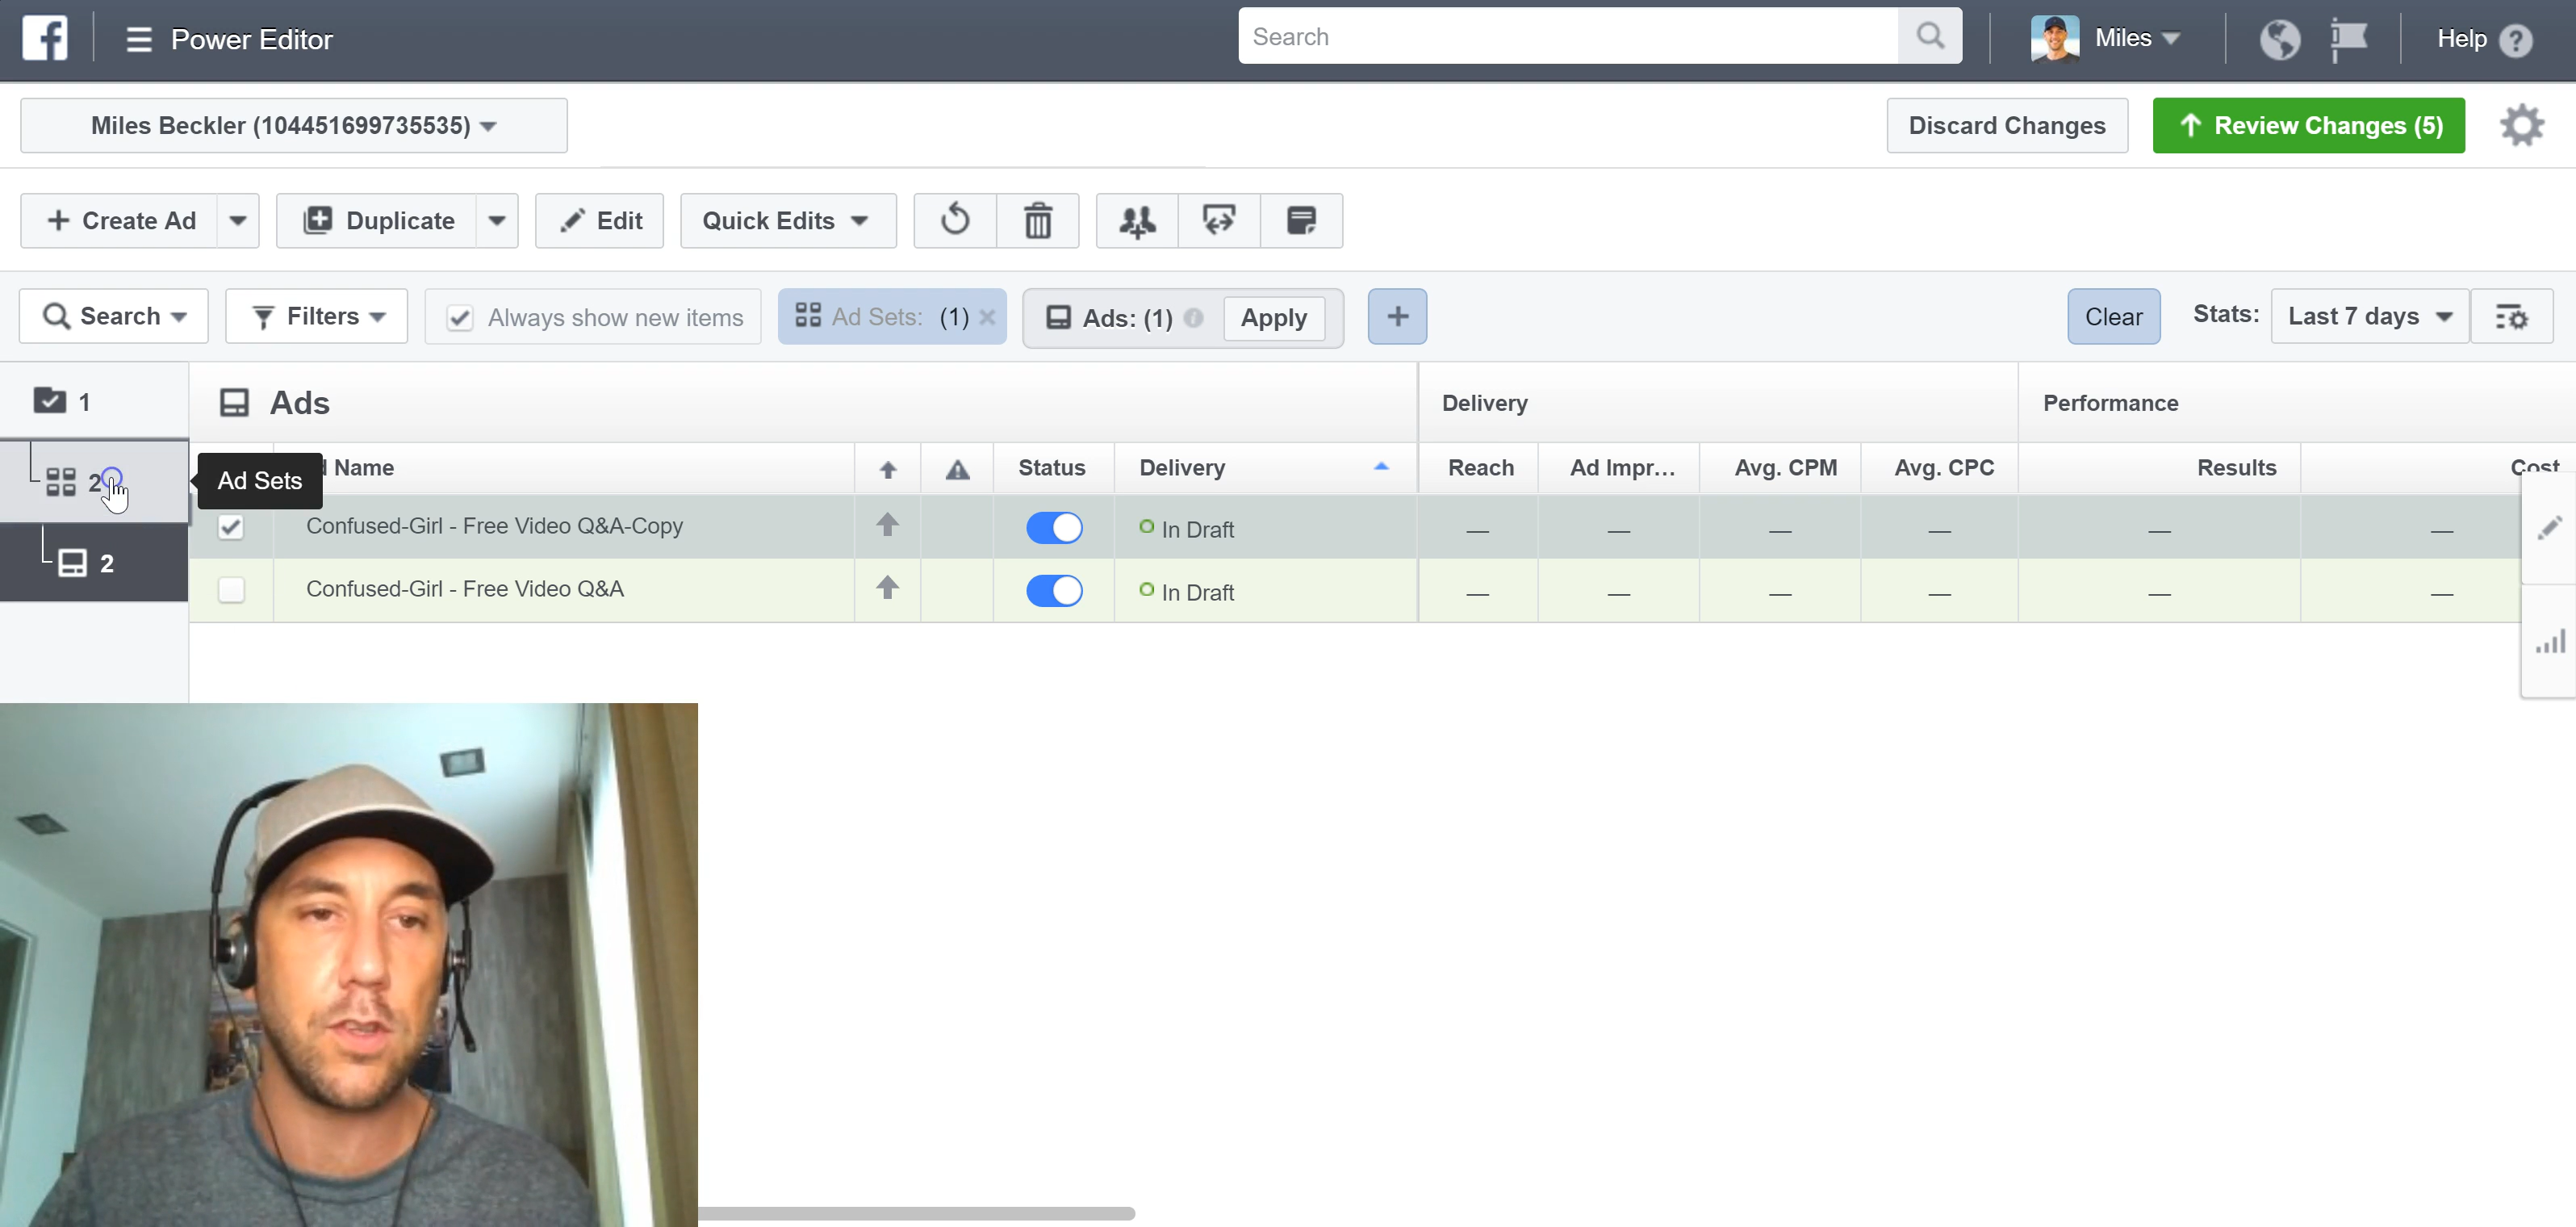 Power Editor
Search
Miles
Help
Miles Beckler (104451699735535)
Discard Changes
Review Changes (5)
Create Ad
Duplicate
Edit
Quick Edits
Search
Filters
Always show new items
Ad Sets: (1)
Ads: (1)
Apply
Clear
Stats:
Last 7 days
1
Ads
Delivery
Performance
2
Ad Sets
Name
Status
Delivery
Reach
Ad Impr...
Avg. CPM
Avg. CPC
Results
Cost
Confused-Girl - Free Video Q&A-Copy
In Draft
— — — — — —
2
Confused-Girl - Free Video Q&A
In Draft
— — — — — —